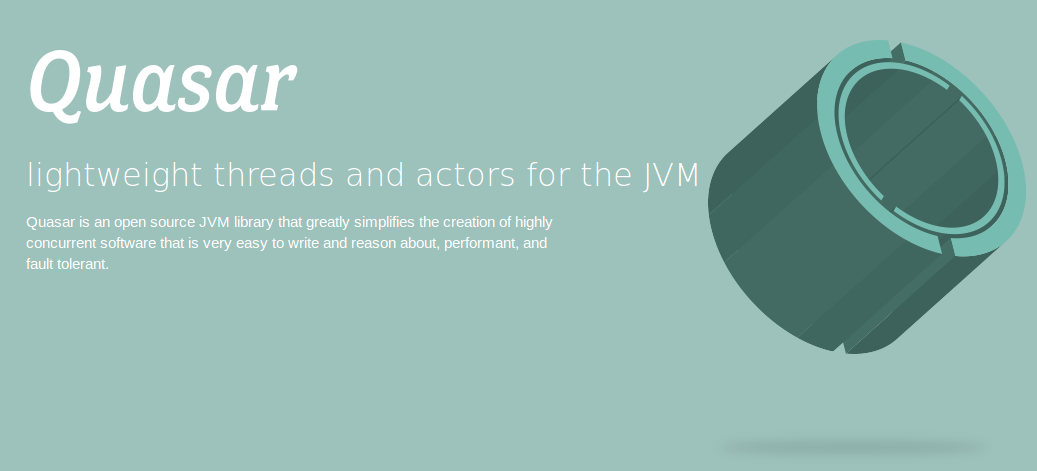 Quasar
lightweight threads and actors for the JVM
Quasar is an open source JVM library that greatly simplifies the creation of highly
concurrent software that is very easy to write and reason about, performant, and
fault tolerant.